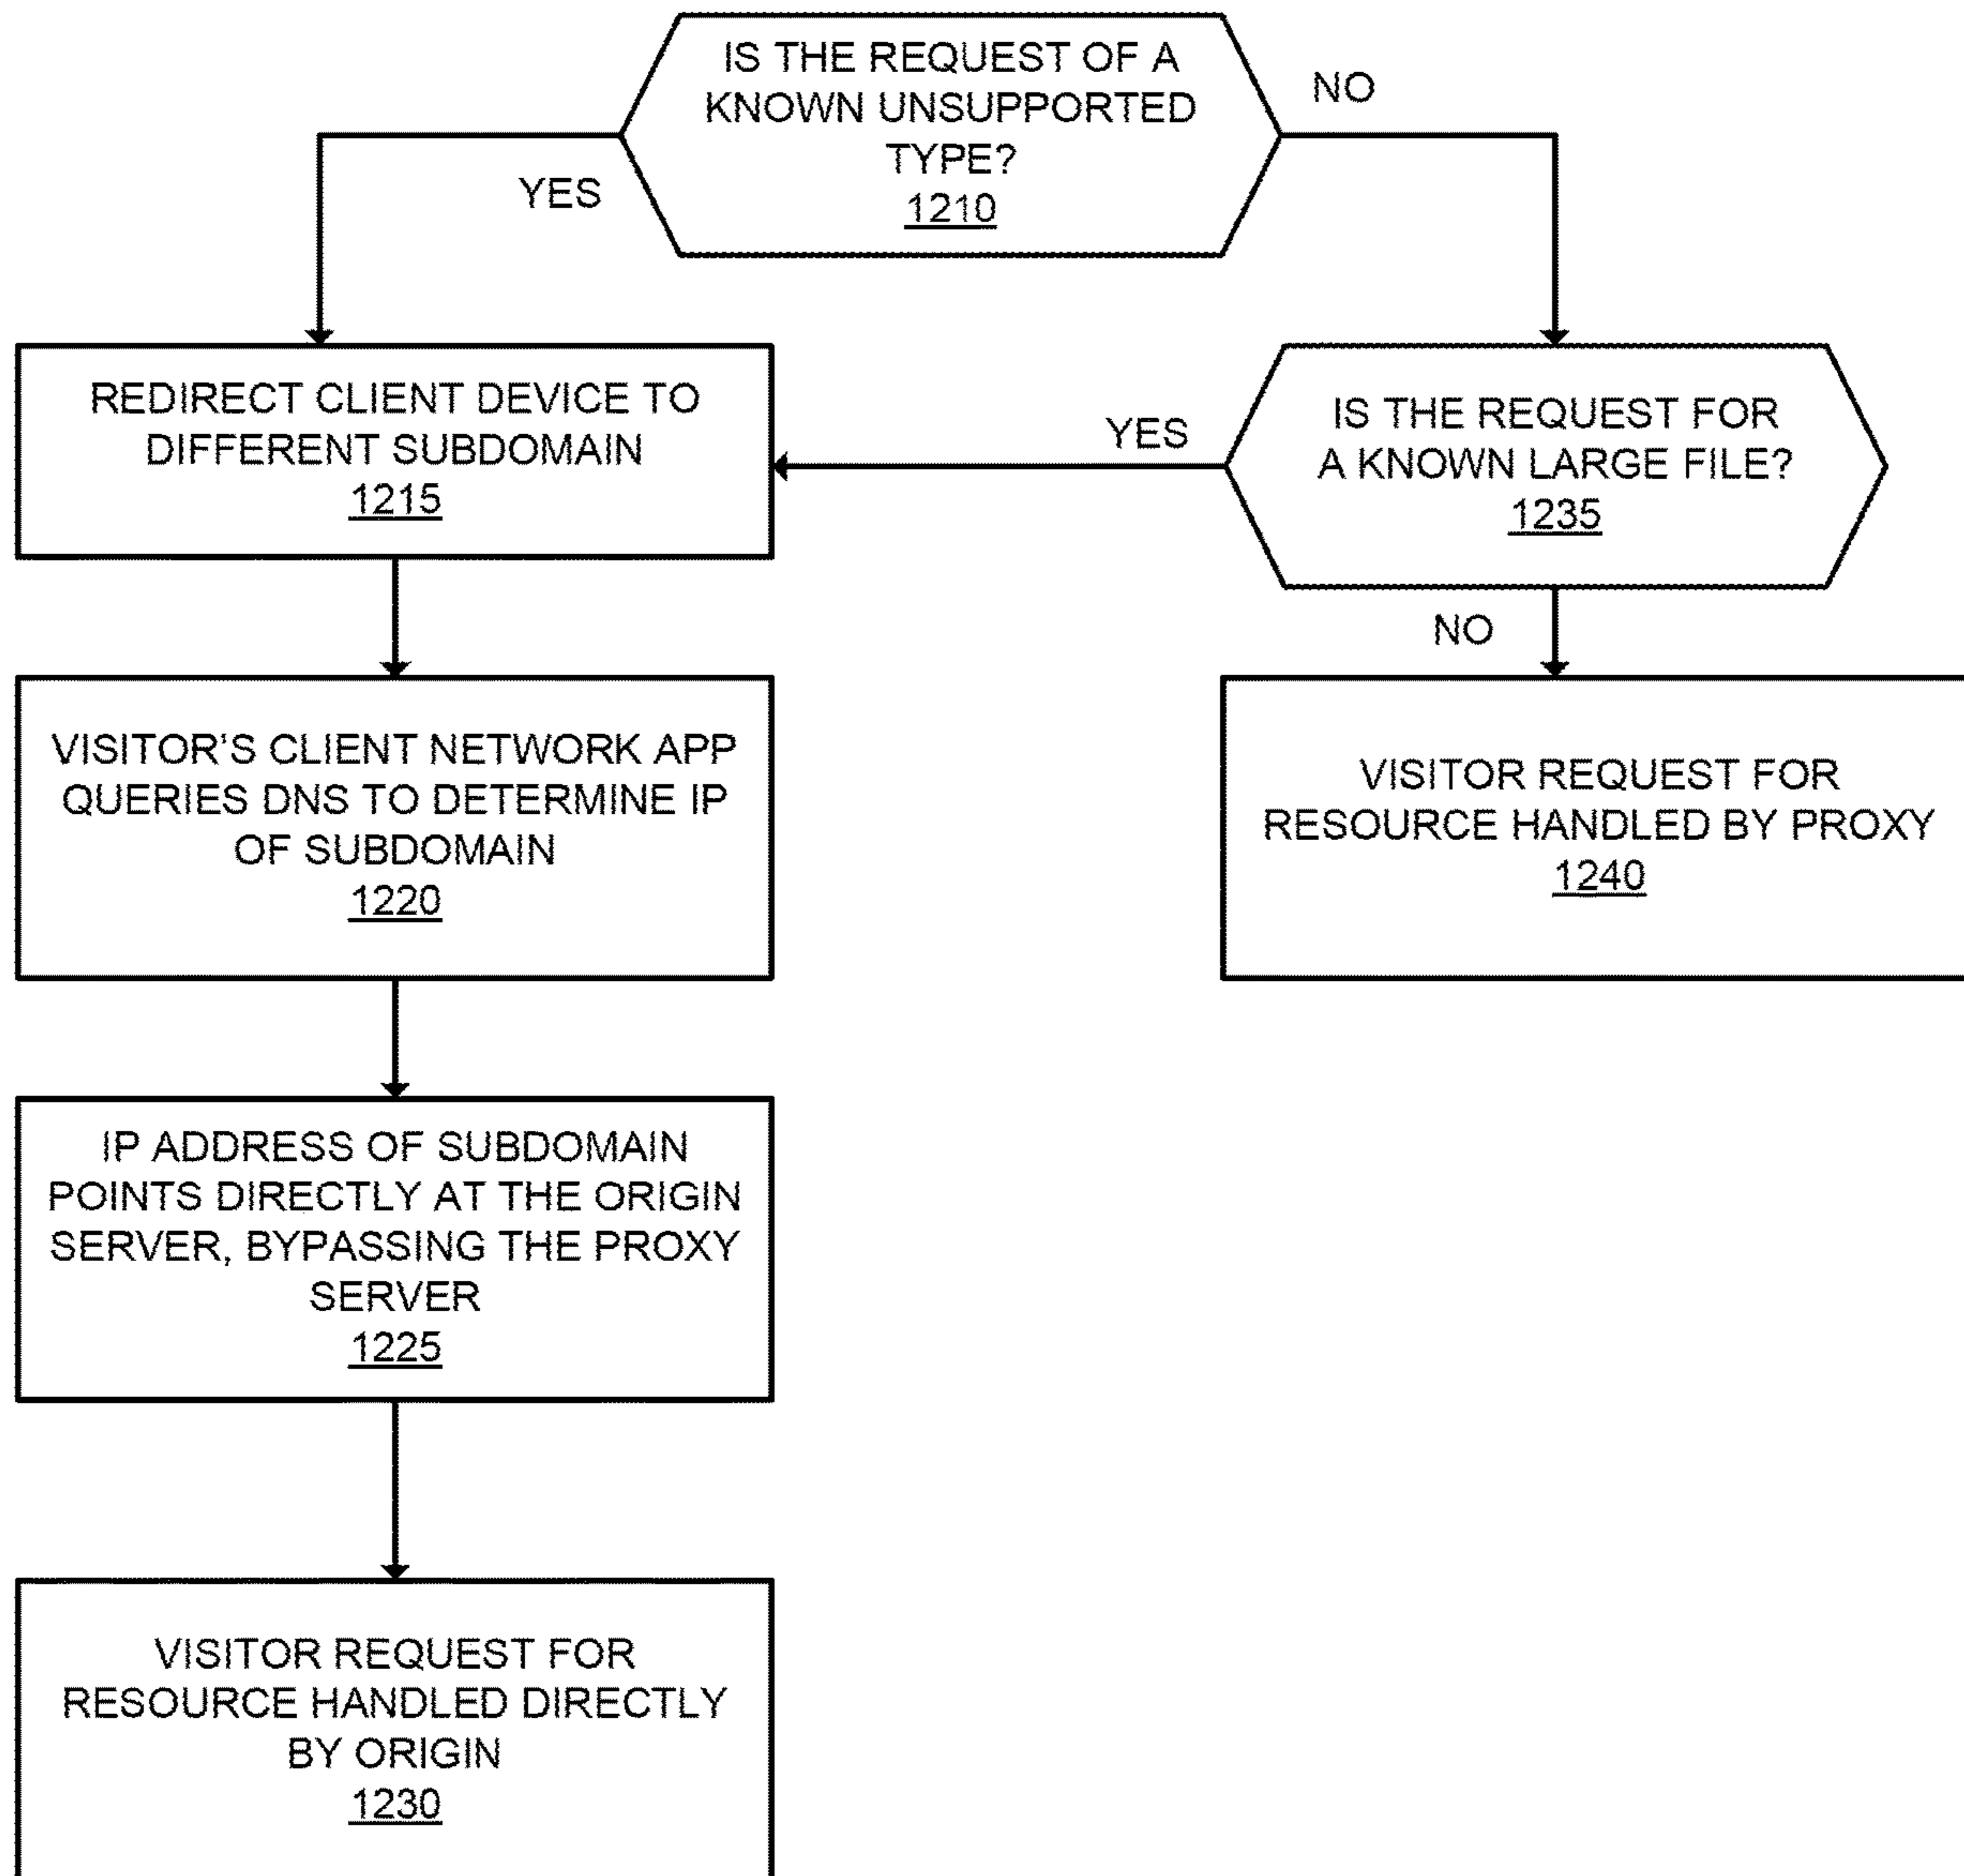 IS THE REQUEST OF A
KNOWN UNSUPPORTED
TYPE?
1210
NO
YES
REDIRECT CLIENT DEVICE TO
DIFFERENT SUBDOMAIN
1215
YES
IS THE REQUEST FOR
A KNOWN LARGE FILE?
1235
NO
VISITOR'S CLIENT NETWORK APP
QUERIES DNS TO DETERMINE IP
OF SUBDOMAIN
1220
VISITOR REQUEST FOR
RESOURCE HANDLED BY PROXY
1240
IP ADDRESS OF SUBDOMAIN
POINTS DIRECTLY AT THE ORIGIN
SERVER, BYPASSING THE PROXY
SERVER
1225
VISITOR REQUEST FOR
RESOURCE HANDLED DIRECTLY
BY ORIGIN
1230